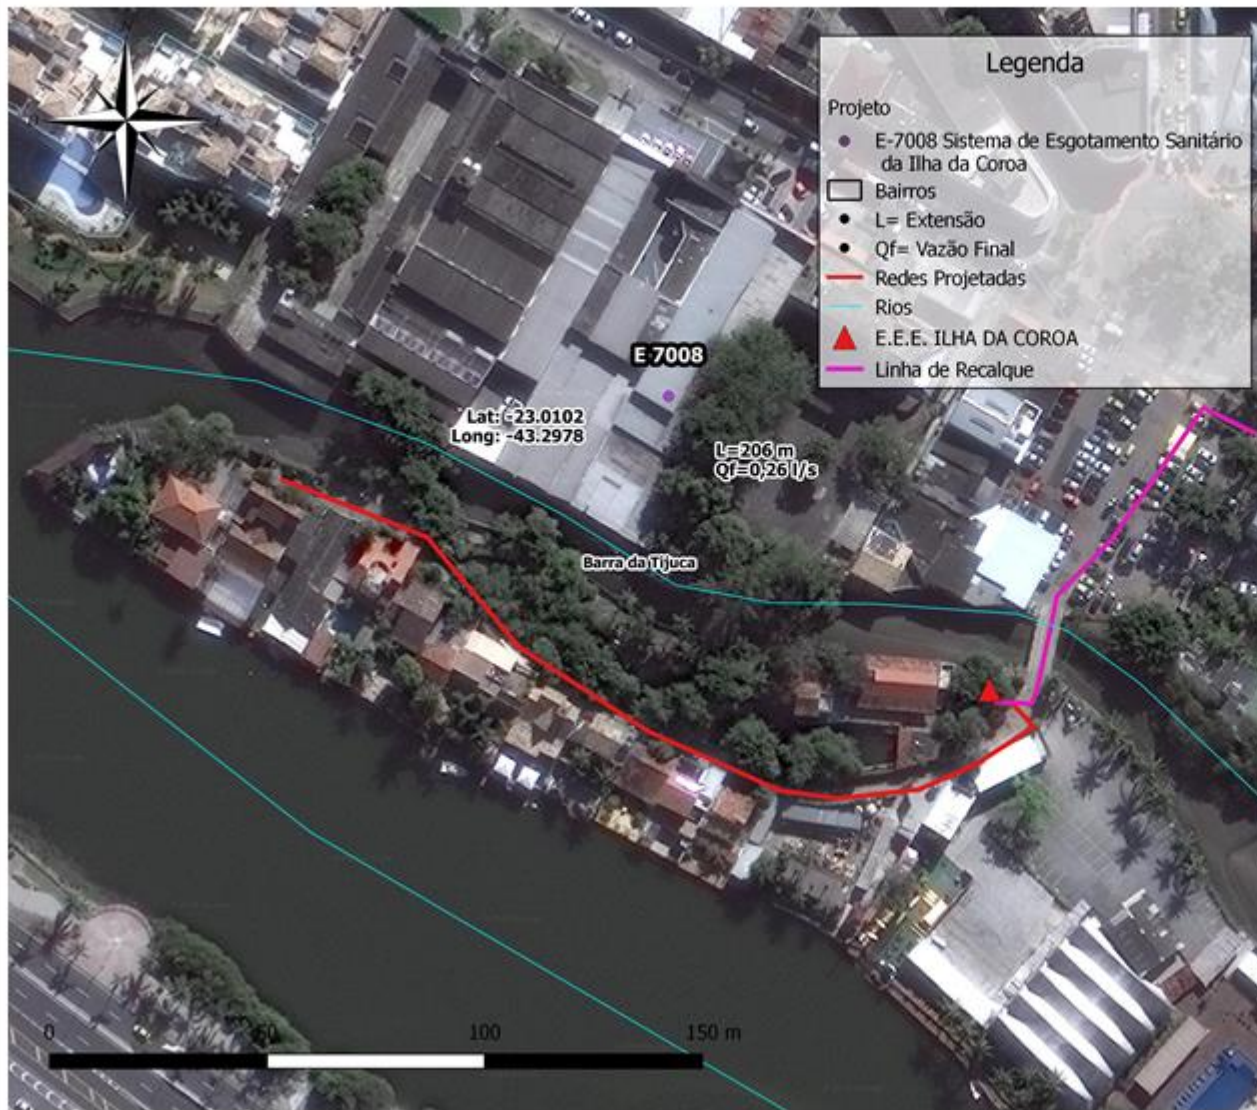 Legenda
Projeto
E-7008 Sistema de Esgotamento Sanitário
da Ilha da Coroa
Bairros
L= Extensão
Qf= Vazão Final
Redes Projetadas
Rios
E.E.E. ILHA DA COROA
Linha de Recalque
E 7008
Lat: -23.0102
Long: -43.2978
L=206 m
Qf=0,26 l/s
Barra da Tijuca
0 50 100 150 m